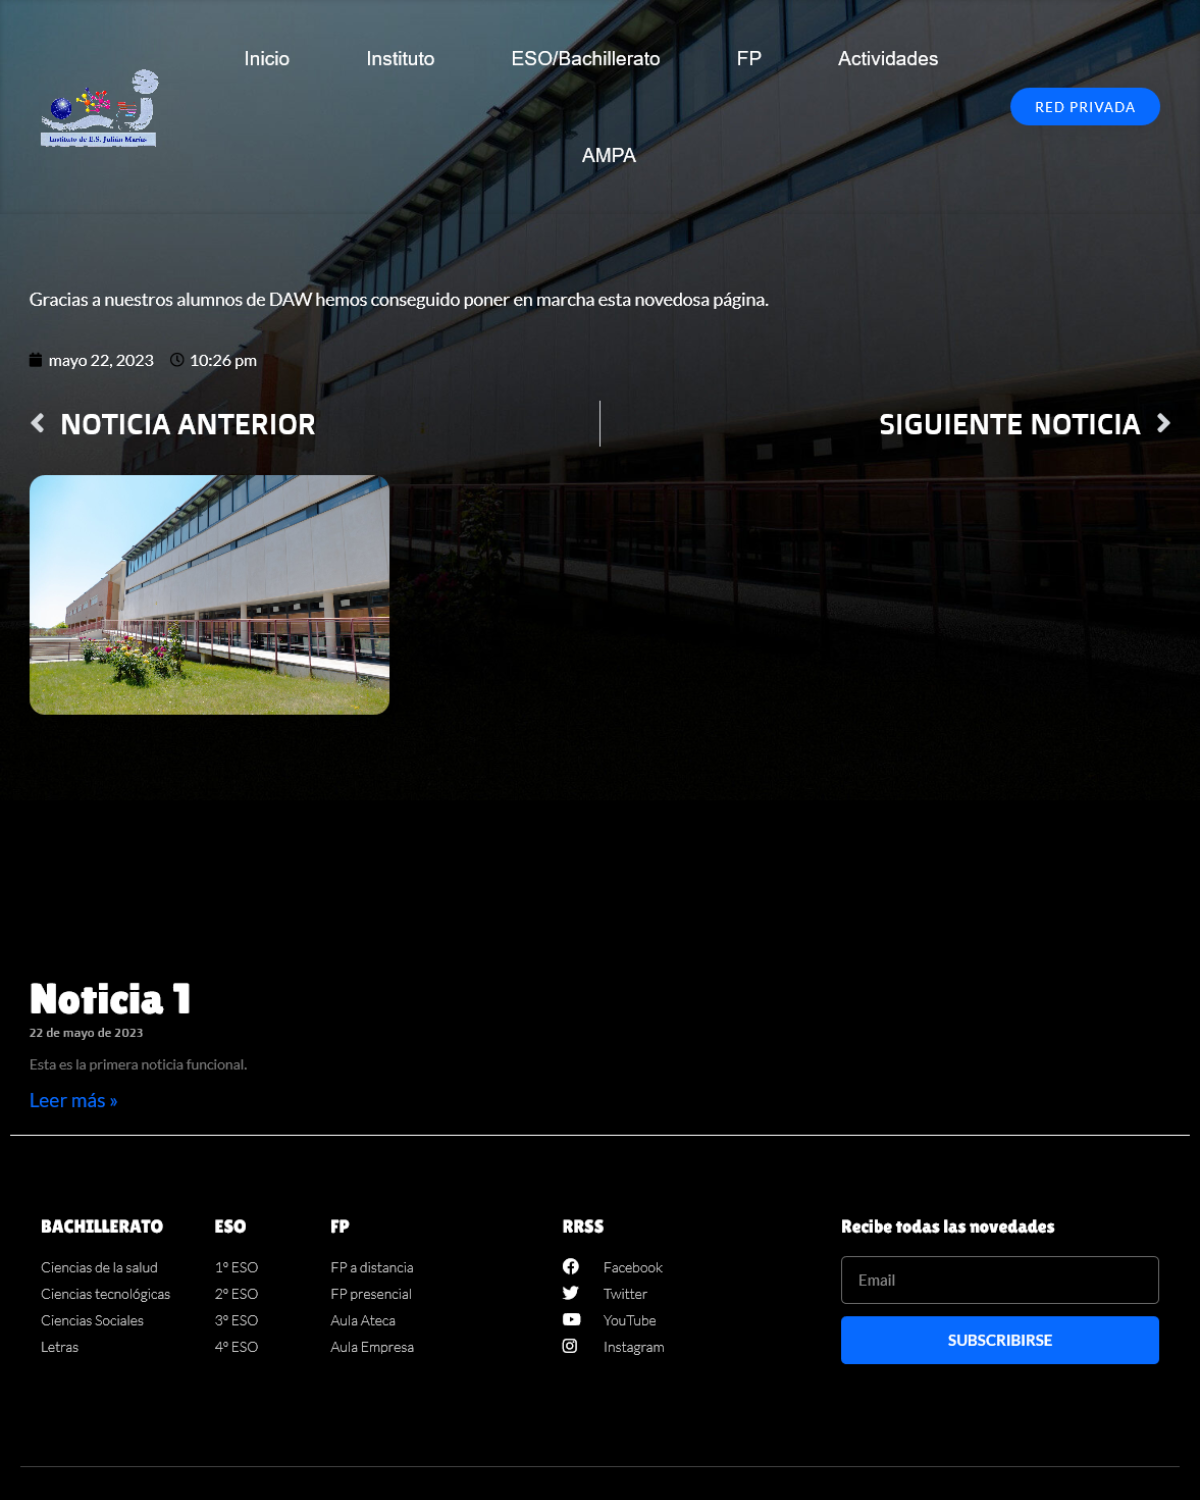 Inicio
Instituto
ESO/Bachillerato
FP
Actividades
AMPA
RED PRIVADA
Instituto de E.S. Julián Marías
Gracias a nuestros alumnos de DAW hemos conseguido poner en marcha esta novedosa página.
mayo 22, 2023 10:26 pm
NOTICIA ANTERIOR
SIGUIENTE NOTICIA
Noticia 1
22 de mayo de 2023
Esta es la primera noticia funcional.
Leer más »
BACHILLERATO
Ciencias de la salud
Ciencias tecnológicas
Ciencias Sociales
Letras
ESO
1º ESO
2º ESO
3º ESO
4º ESO
FP
FP a distancia
FP presencial
Aula Ateca
Aula Empresa
RRSS
Facebook
Twitter
YouTube
Instagram
Recibe todas las novedades
Email
SUBSCRIBIRSE